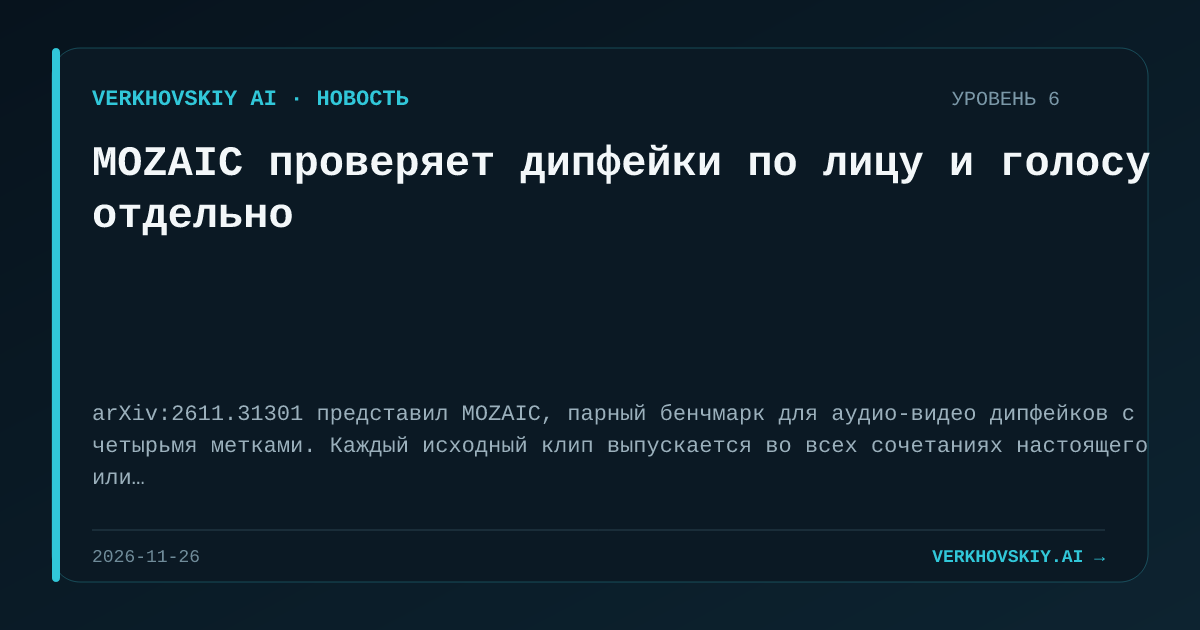 VERKHOVSKIY AI · НОВОСТЬ
УРОВЕНЬ 6
MOZAIC проверяет дипфейки по лицу и голосу
отдельно
arXiv:2611.31301 представил MOZAIC, парный бенчмарк для аудио-видео дипфейков с
четырьмя метками. Каждый исходный клип выпускается во всех сочетаниях настоящего
или…
2026-11-26
VERKHOVSKIY.AI →